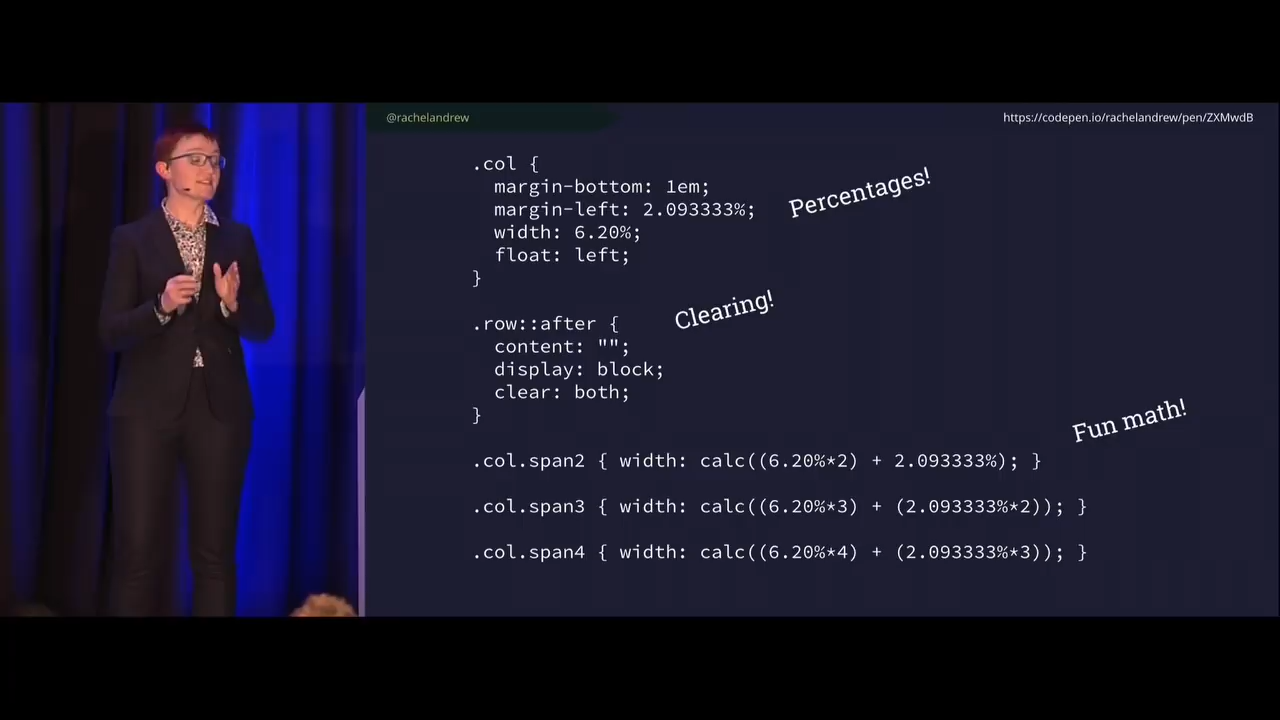 @rachelandrew
https://codepen.io/rachelandrew/pen/ZXMwdB
.col {
margin-bottom: 1em;
margin-left: 2.093333%;
width: 6.20%;
float: left;
}
Percentages!
.row::after {
content: "";
display: block;
clear: both;
}
Clearing!
Fun math!
.col.span2 { width: calc((6.20%*2) + 2.093333%); }
.col.span3 { width: calc((6.20%*3) + (2.093333%*2)); }
.col.span4 { width: calc((6.20%*4) + (2.093333%*3)); }